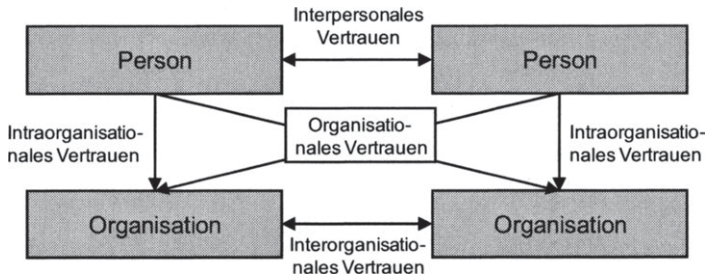 Interpersonales
Vertrauen
Person
Person
Intraorganisatio-
nales Vertrauen
Organisatio-
nales Vertrauen
Intraorganisatio-
nales Vertrauen
Organisation
Organisation
Interorganisatio-
nales Vertrauen